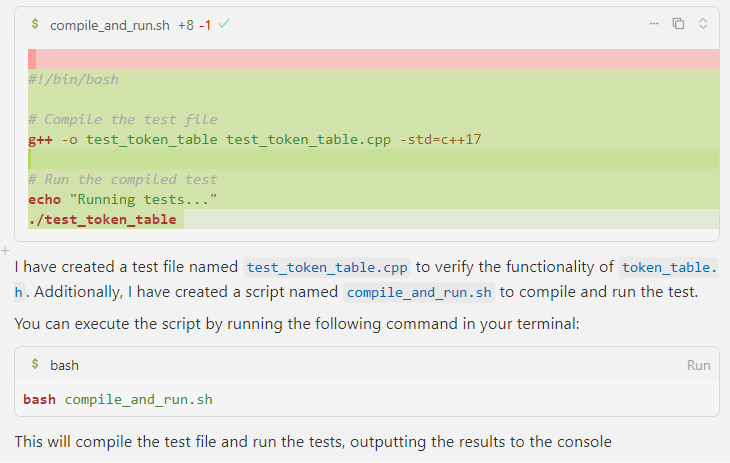 $ compile_and_run.sh +8 -1
#!/bin/bash
# Compile the test file
g++ -o test_token_table test_token_table.cpp -std=c++17
# Run the compiled test
echo "Running tests..."
./test_token_table
I have created a test file named test_token_table.cpp to verify the functionality of token_table.
h. Additionally, I have created a script named compile_and_run.sh to compile and run the test.
You can execute the script by running the following command in your terminal:
$ bash Run
bash compile_and_run.sh
This will compile the test file and run the tests, outputting the results to the console